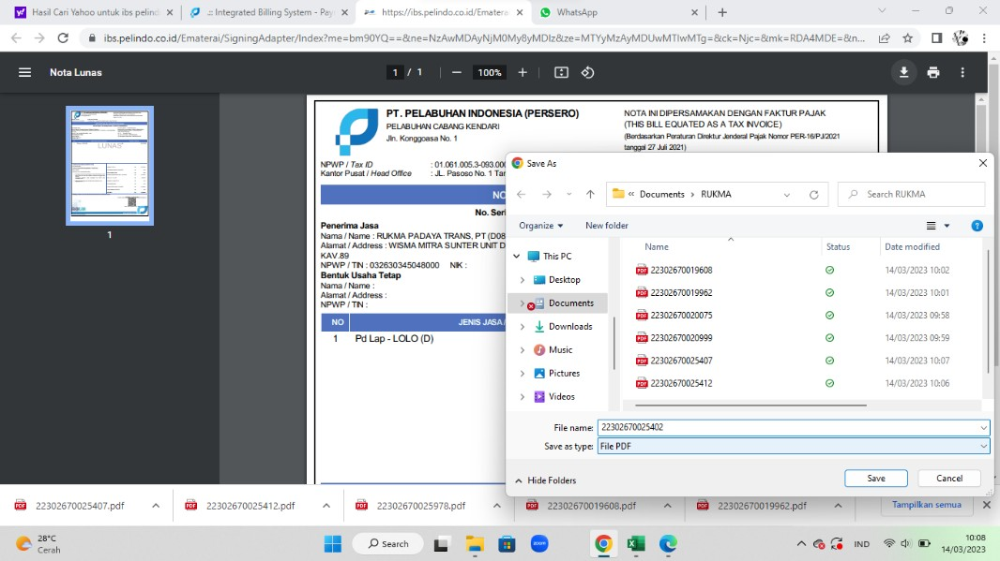 Hasil Cari Yahoo untuk ibs pelind
.:: Integrated Billing System - Pay
https://ibs.pelindo.co.id/Ematera
WhatsApp
ibs.pelindo.co.id/Ematerai/SigningAdapter/Index?me=bm90YQ==&ne=NzAwMDAyNjM0My8yMDIz&ze=MTYyMzAyMDUwMTIwMTg=&ck=Njc=&mk=RDA4MDE=&n...
Nota Lunas
1 / 1
100%
LUNAS
1
PT. PELABUHAN INDONESIA (PERSERO)
PELABUHAN CABANG KENDARI
Jln. Konggoasa No. 1
NOTA INI DIPERSAMAKAN DENGAN FAKTUR PAJAK
(THIS BILL EQUATED AS A TAX INVOICE)
(Berdasarkan Peraturan Direktur Jenderal Pajak Nomor PER-16/PJ/2021
tanggal 27 Juli 2021)
NPWP / Tax ID : 01.061.005.3-093.000
Kantor Pusat / Head Office : JL. Pasoso No. 1 Tan
NO
No. Seri
Penerima Jasa
Nama / Name : RUKMA PADAYA TRANS, PT (D08
Alamat / Address : WISMA MITRA SUNTER UNIT D
KAV.89
NPWP / TIN : 032630345048000 NIK :
Bentuk Usaha Tetap
Nama / Name :
Alamat / Address :
NPWP / TIN :
NO JENIS JASA /
1 Pd Lap - LOLO (D)
Save As
Documents
RUKMA
Search RUKMA
Organize
New folder
This PC
Desktop
Documents
Downloads
Music
Pictures
Videos
Name Status Date modified
22302670019608 14/03/2023 10:02
22302670019962 14/03/2023 10:01
22302670020075 14/03/2023 09:58
22302670020999 14/03/2023 09:59
22302670025407 14/03/2023 10:07
22302670025412 14/03/2023 10:06
File name: 22302670025402
Save as type: File PDF
Hide Folders
Save
Cancel
22302670025407.pdf
22302670025412.pdf
22302670025978.pdf
22302670019608.pdf
22302670019962.pdf
Tampilkan semua
28°C
Cerah
Search
zoom
IND
10:08
14/03/2023